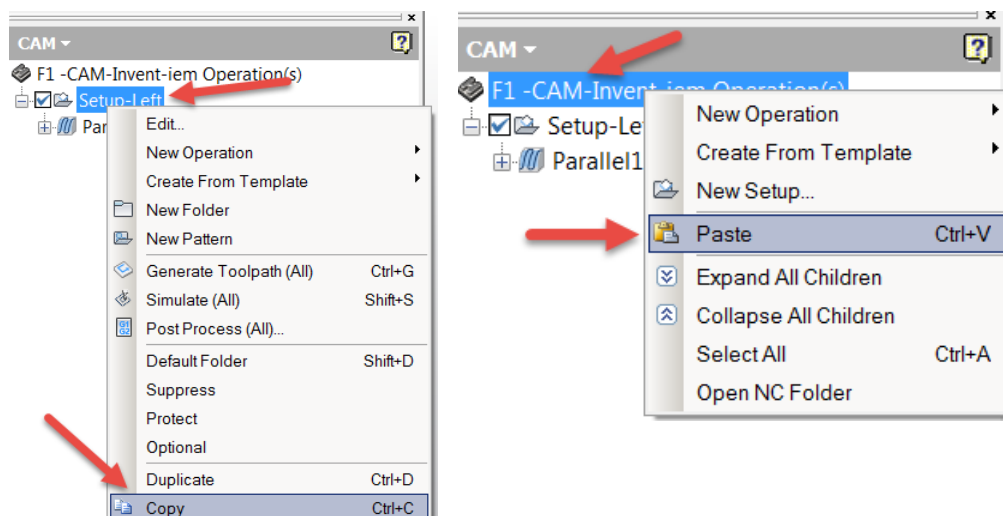 CAM
F1 -CAM-Invent-iem Operation(s)
Setup-Left
Par
Edit...
New Operation
Create From Template
New Folder
New Pattern
Generate Toolpath (All) Ctrl+G
Simulate (All) Shift+S
Post Process (All)...
Default Folder Shift+D
Suppress
Protect
Optional
Duplicate Ctrl+D
Copy Ctrl+C
CAM
F1 -CAM-Invent-iem Operation(s)
Setup-Le
Parallel1
New Operation
Create From Template
New Setup...
Paste Ctrl+V
Expand All Children
Collapse All Children
Select All Ctrl+A
Open NC Folder